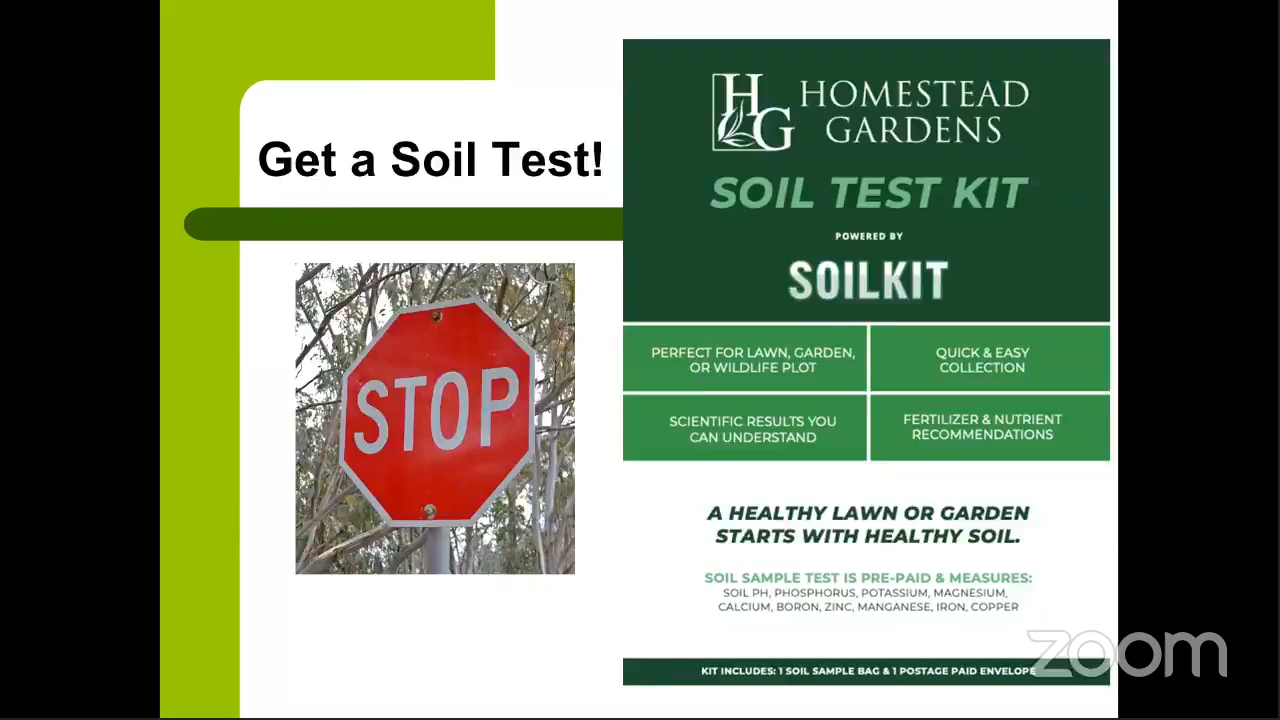 Get a Soil Test!
STOP
HG
HOMESTEAD
GARDENS
SOIL TEST KIT
POWERED BY
SOILKIT
PERFECT FOR LAWN, GARDEN,
OR WILDLIFE PLOT
QUICK & EASY
COLLECTION
SCIENTIFIC RESULTS YOU
CAN UNDERSTAND
FERTILIZER & NUTRIENT
RECOMMENDATIONS
A HEALTHY LAWN OR GARDEN
STARTS WITH HEALTHY SOIL.
SOIL SAMPLE TEST IS PRE-PAID & MEASURES:
SOIL PH, PHOSPHORUS, POTASSIUM, MAGNESIUM,
CALCIUM, BORON, ZINC, MANGANESE, IRON, COPPER
KIT INCLUDES: 1 SOIL SAMPLE BAG & 1 POSTAGE PAID ENVELOPE
zoom